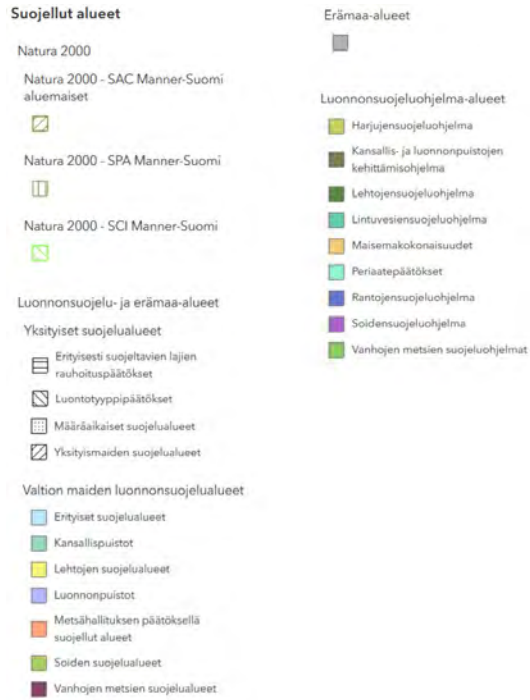 Suojellut alueet
Natura 2000
Natura 2000 - SAC Manner-Suomi
aluemaiset
Natura 2000 - SPA Manner-Suomi
Natura 2000 - SCI Manner-Suomi
Luonnonsuojelu- ja erämaa-alueet
Yksityiset suojelualueet
Erityisesti suojeltavien lajien
rauhoituspäätökset
Luontotyyppipäätökset
Määräaikaiset suojelualueet
Yksityismaiden suojelualueet
Valtion maiden luonnonsuojelualueet
Erityiset suojelualueet
Kansallispuistot
Lehtojen suojelualueet
Luonnonpuistot
Metsähallituksen päätöksellä
suojellut alueet
Soiden suojelualueet
Vanhojen metsien suojelualueet
Erämaa-alueet
Luonnonsuojeluohjelma-alueet
Harjujensuojeluohjelma
Kansallis- ja luonnonpuistojen
kehittämisohjelma
Lehtojensuojeluohjelma
Lintuvesiensuojeluohjelma
Maisemakokonaisuudet
Periaatepäätökset
Rantojensuojeluohjelma
Soidensuojeluohjelma
Vanhojen metsien suojeluohjelmat